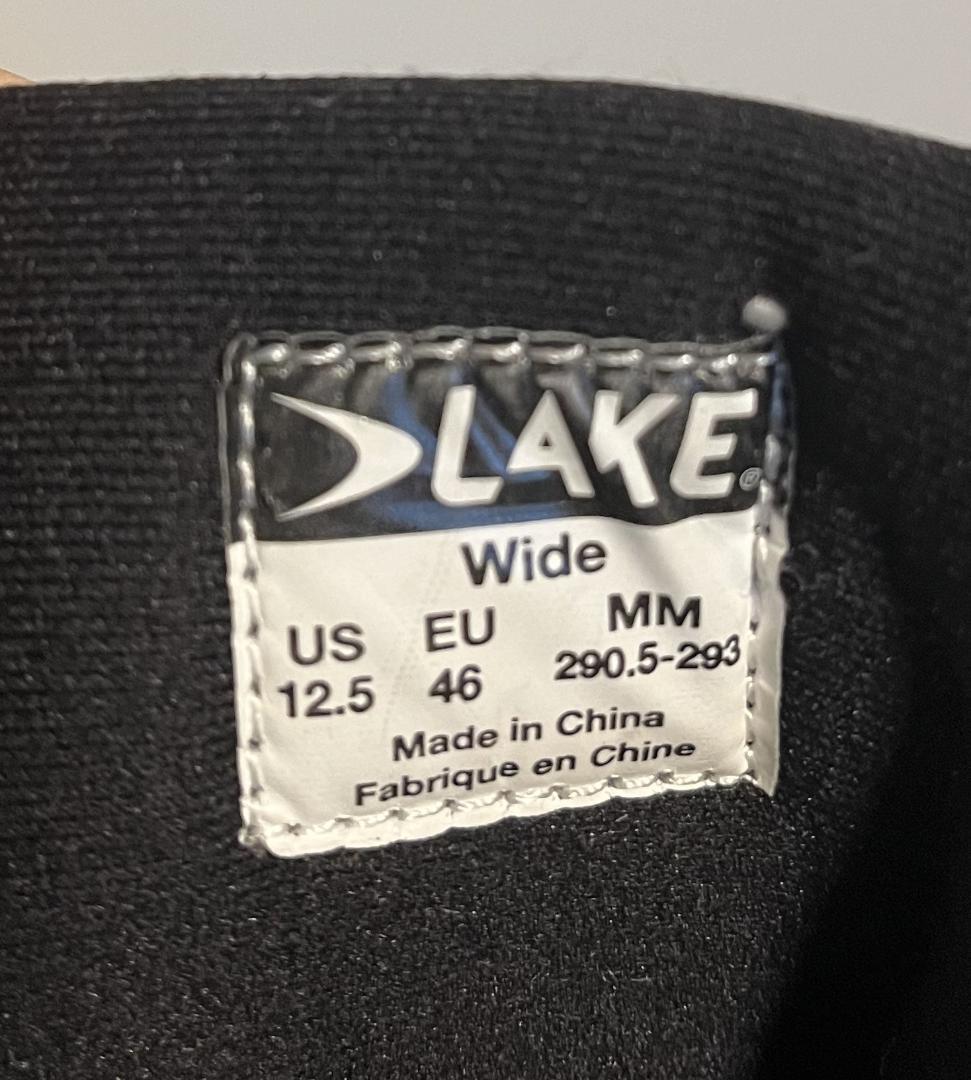 LAKE®
Wide
US EU MM
12.5 46 290.5-293
Made in China
Fabrique en Chine